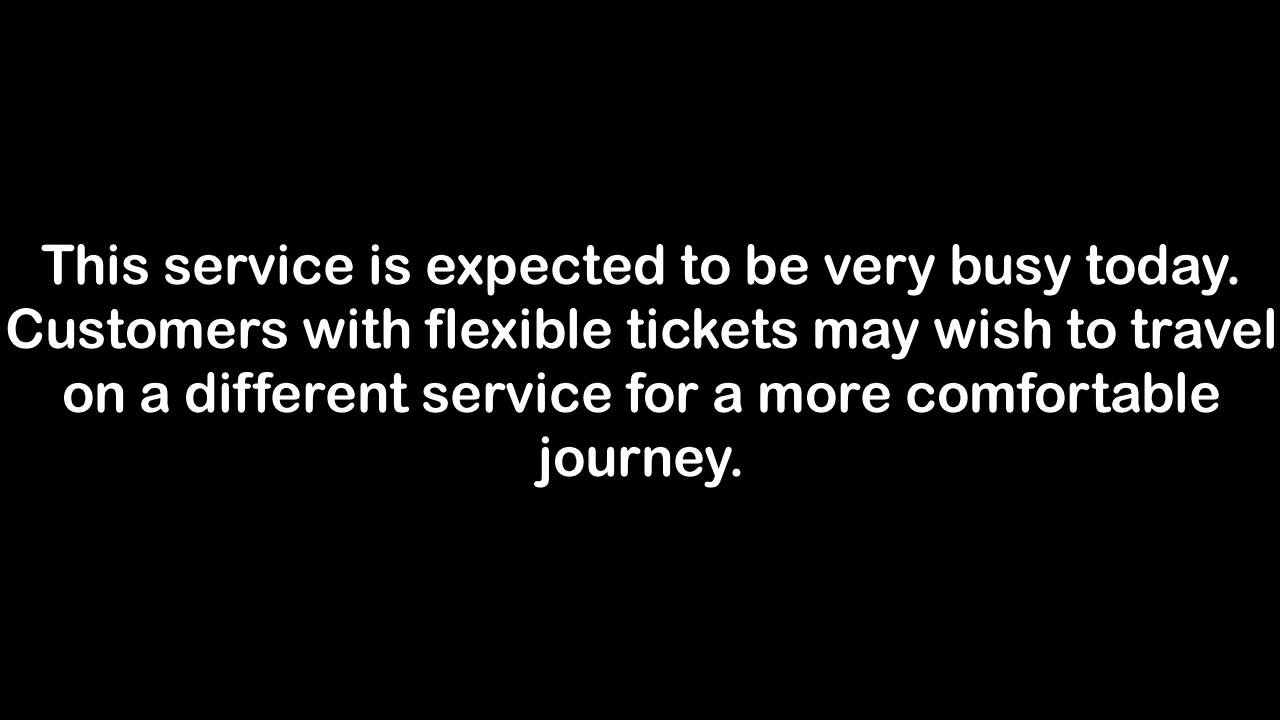 This service is expected to be very busy today.
Customers with flexible tickets may wish to travel
on a different service for a more comfortable
journey.